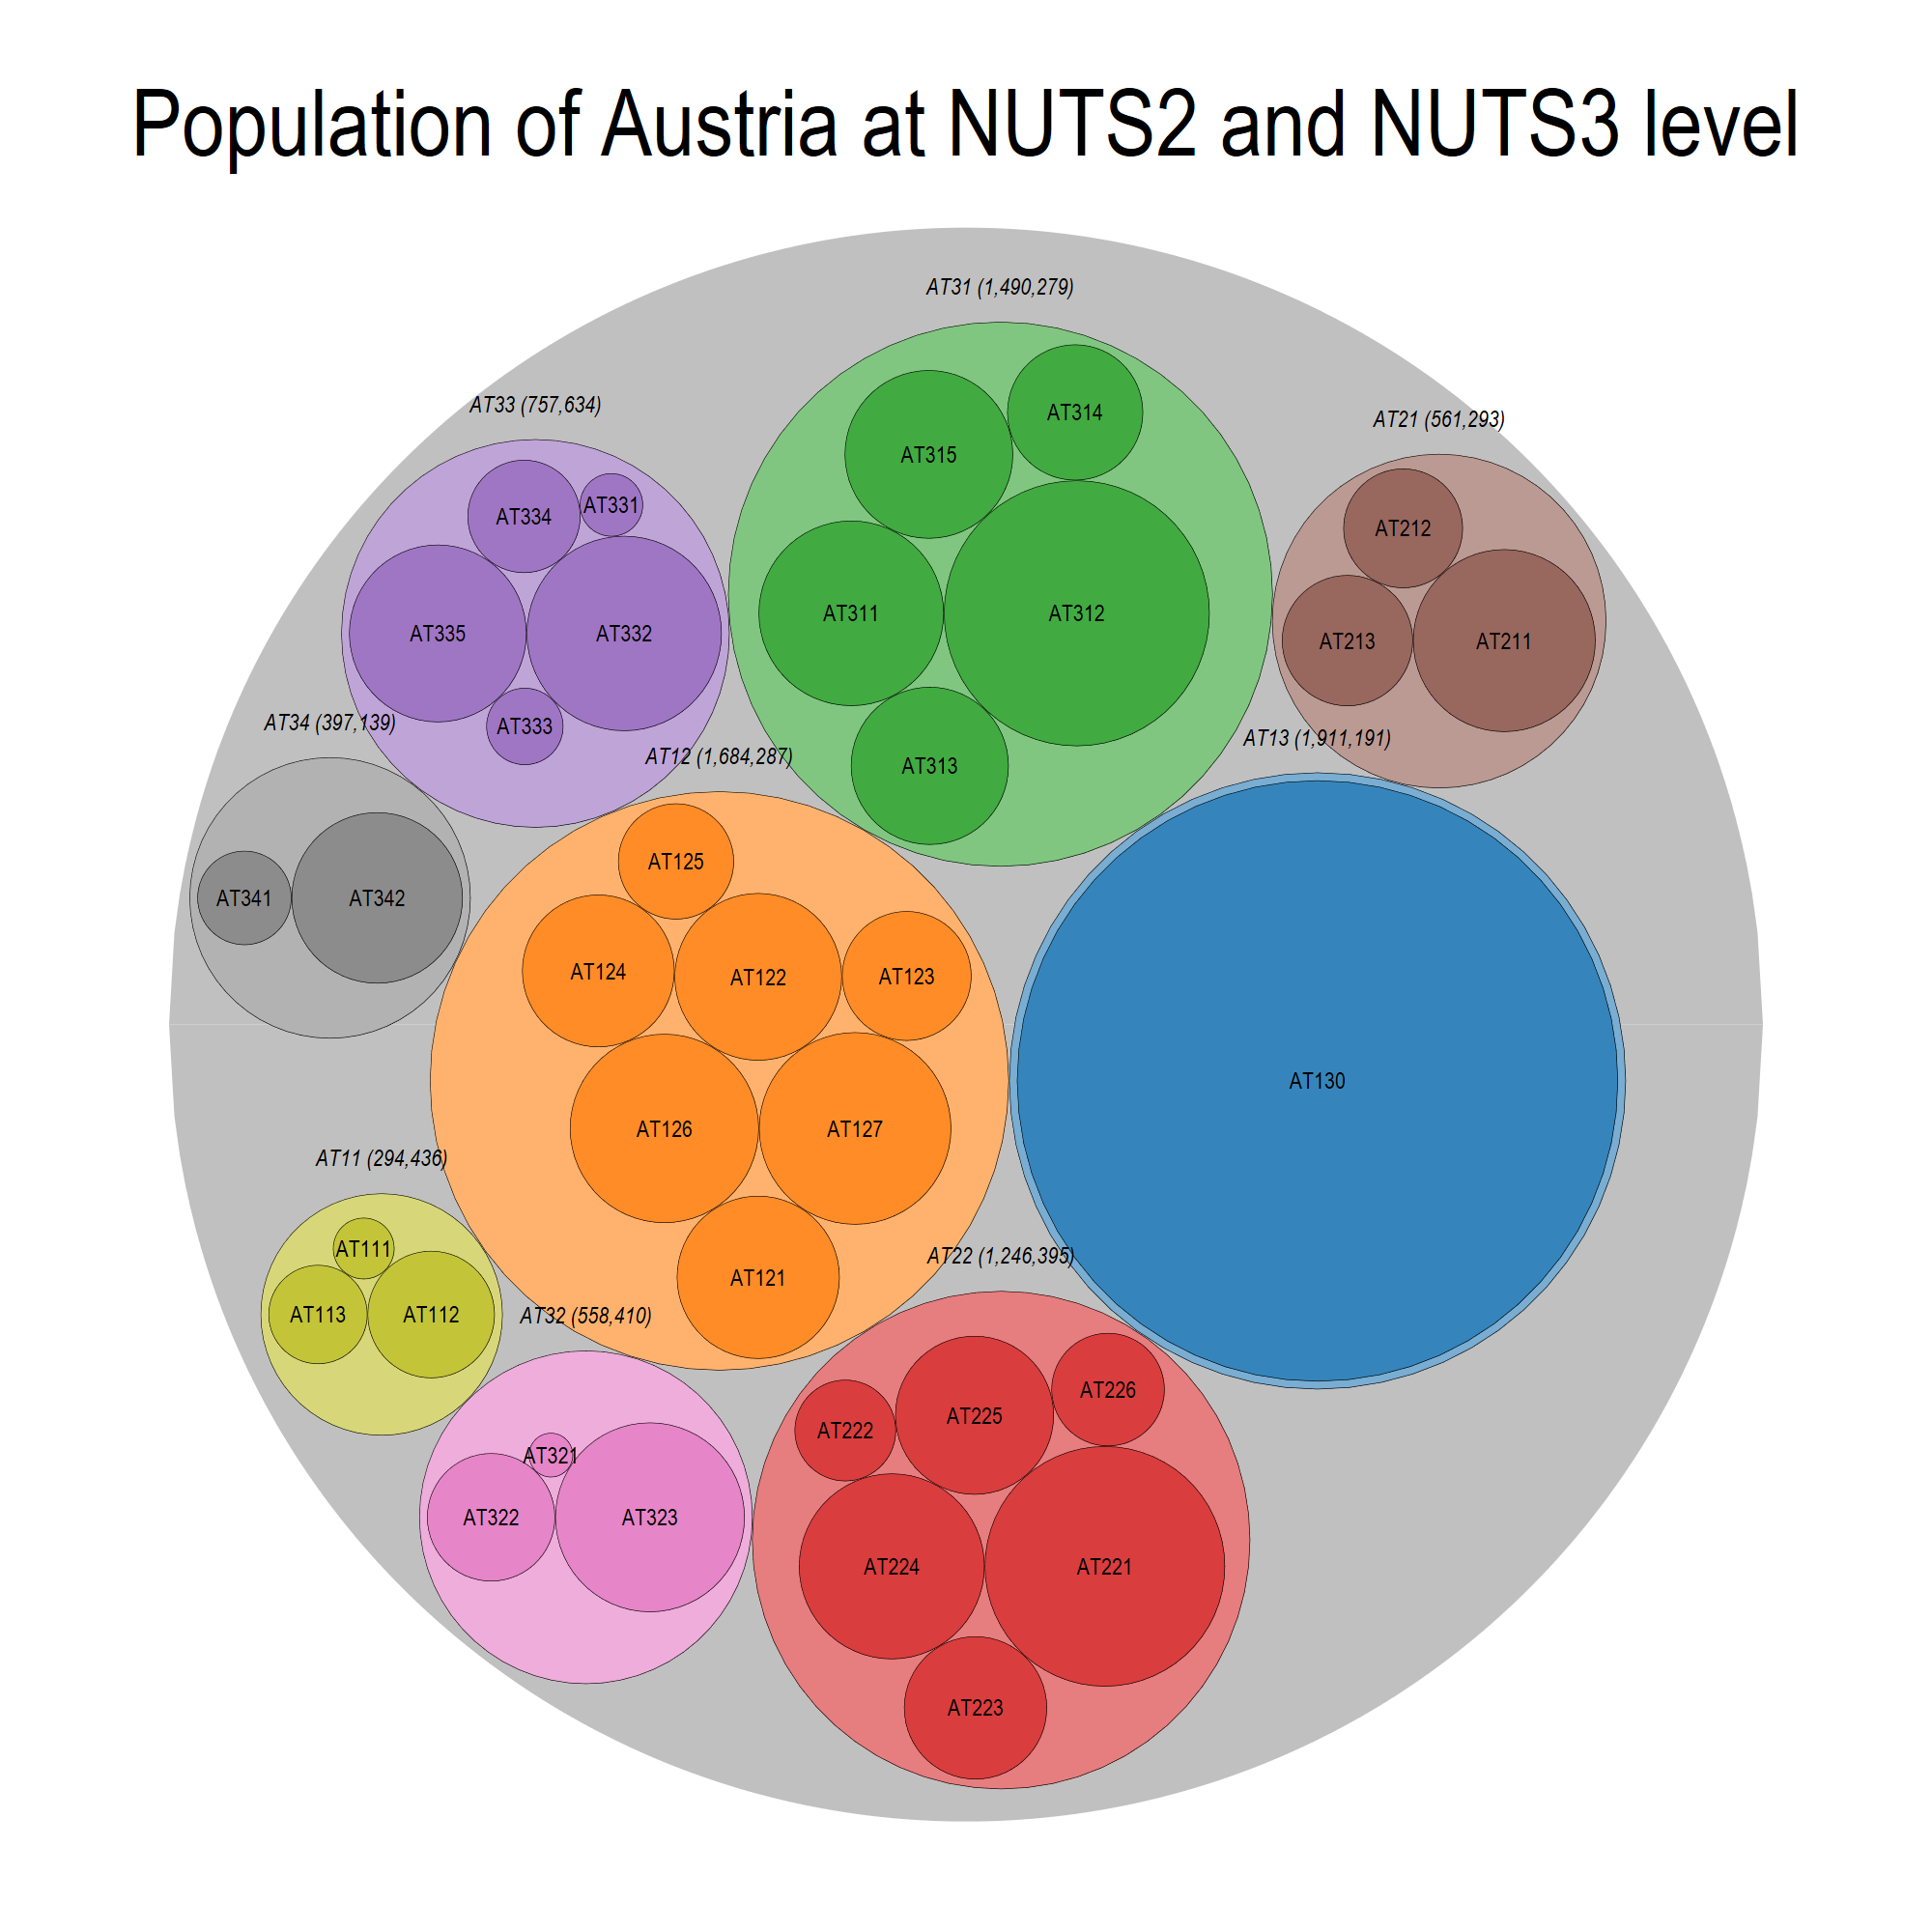 Population of Austria at NUTS2 and NUTS3 level
AT31 (1,490,279)
AT314
AT315
AT311
AT312
AT313
AT33 (757,634)
AT334
AT331
AT335
AT332
AT333
AT21 (561,293)
AT212
AT213
AT211
AT34 (397,139)
AT341
AT342
AT12 (1,684,287)
AT125
AT124
AT122
AT123
AT126
AT127
AT121
AT13 (1,911,191)
AT130
AT11 (294,436)
AT111
AT113
AT112
AT32 (558,410)
AT321
AT322
AT323
AT22 (1,246,395)
AT226
AT225
AT222
AT224
AT221
AT223